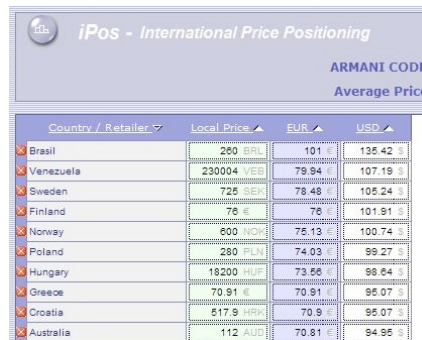 iPos - International Price Positioning
ARMANI COD
Average Pric
Country / Retailer Local Price EUR USD
Brasil 260 BRL 101 € 135.42 $
Venezuela 230004 VEB 79.94 € 107.19 $
Sweden 725 SEK 78.48 € 105.24 $
Finland 76 € 76 € 101.91 $
Norway 600 NOK 75.13 € 100.74 $
Poland 280 PLN 74.03 € 99.27 $
Hungary 18200 HUF 73.56 € 98.64 $
Greece 70.91 € 70.91 € 95.07 $
Croatia 517.9 HRK 70.9 € 95.07 $
Australia 112 AUD 70.81 € 94.95 $